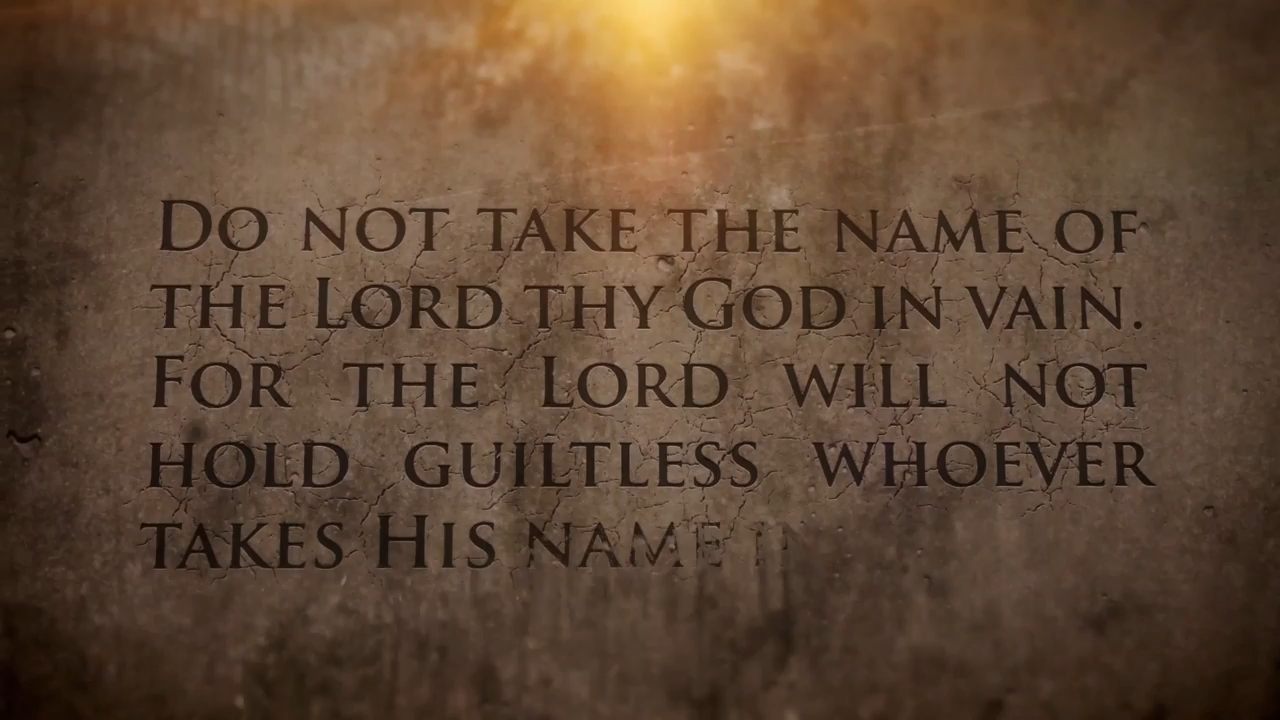 Do not take the name of
the Lord thy God in vain.
For the Lord will not
hold guiltless whoever
takes His name in